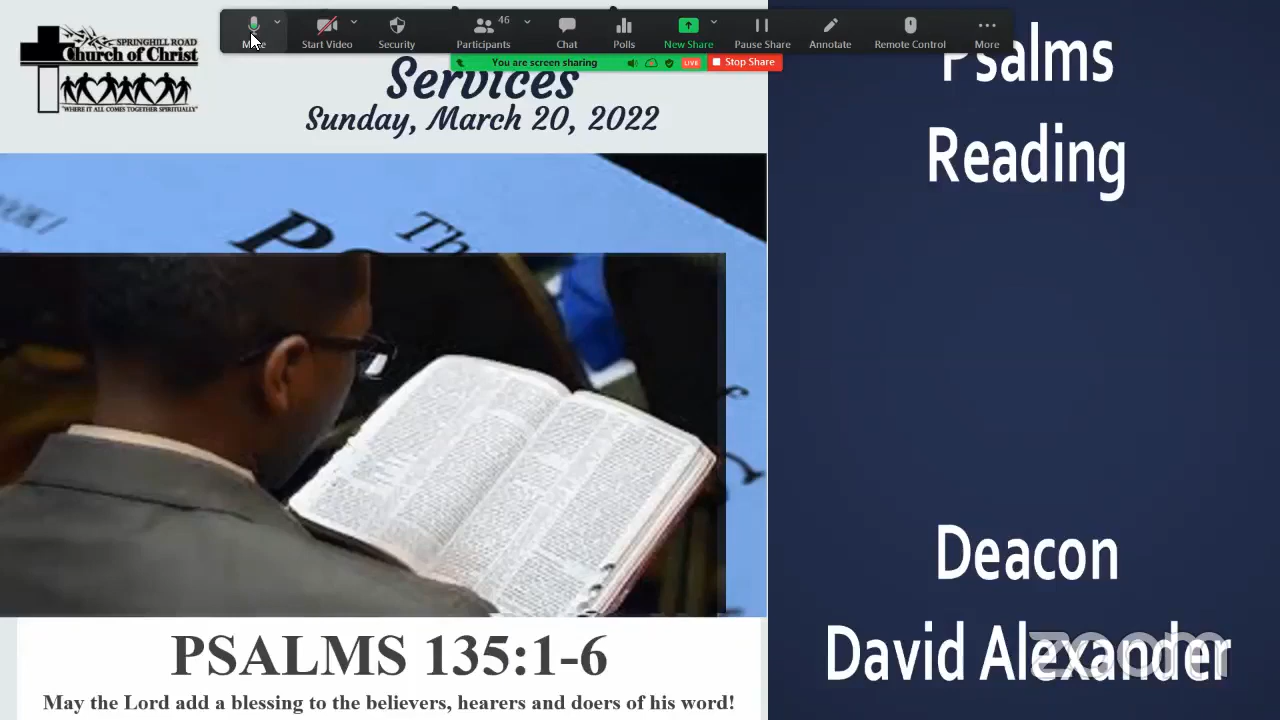 SPRINGHILL ROAD
Church of Christ
"WHERE IT ALL COMES TOGETHER SPIRITUALLY"
Start Video
Security
46
Participants
Chat
Polls
New Share
Pause Share
Annotate
Remote Control
More
You are screen sharing
LIVE
Stop Share
Services
Sunday, March 20, 2022
Psalms
Reading
Deacon
David Alexander
zoom
PSALMS 135:1-6
May the Lord add a blessing to the believers, hearers and doers of his word!